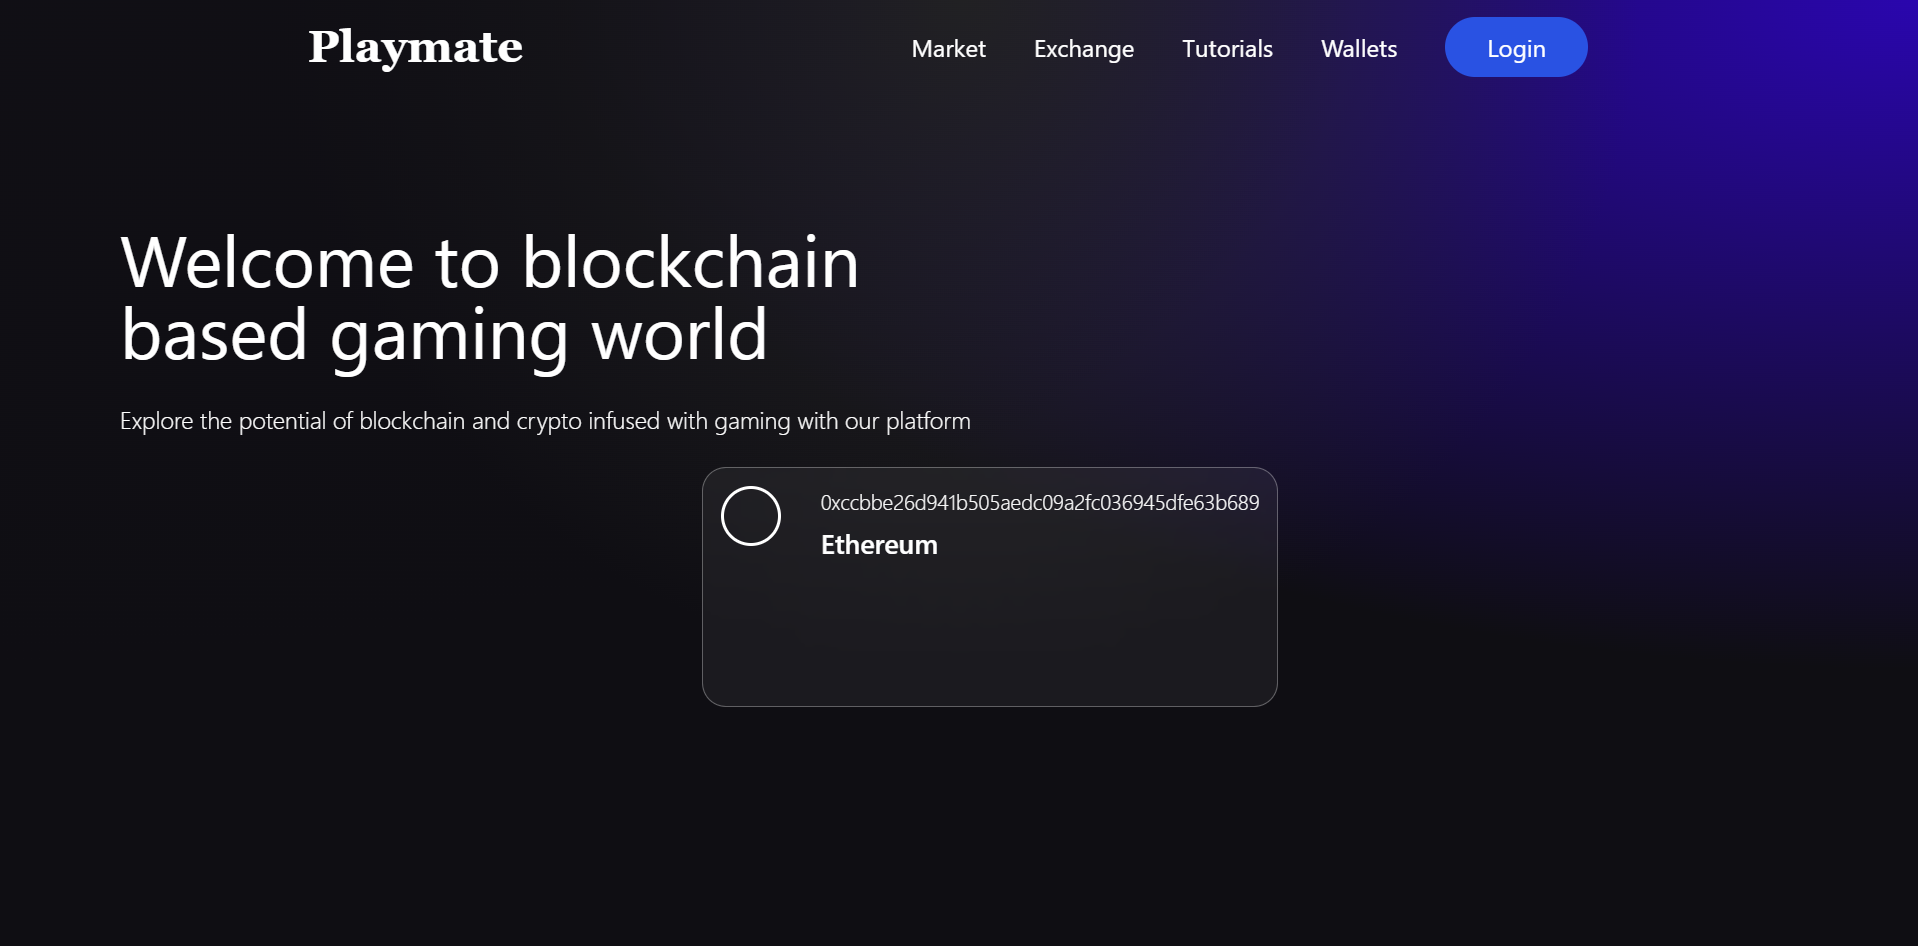 Playmate
Market
Exchange
Tutorials
Wallets
Login
Welcome to blockchain
based gaming world
Explore the potential of blockchain and crypto infused with gaming with our platform
0xccbbe26d941b505aedc09a2fc036945dfe63b689
Ethereum